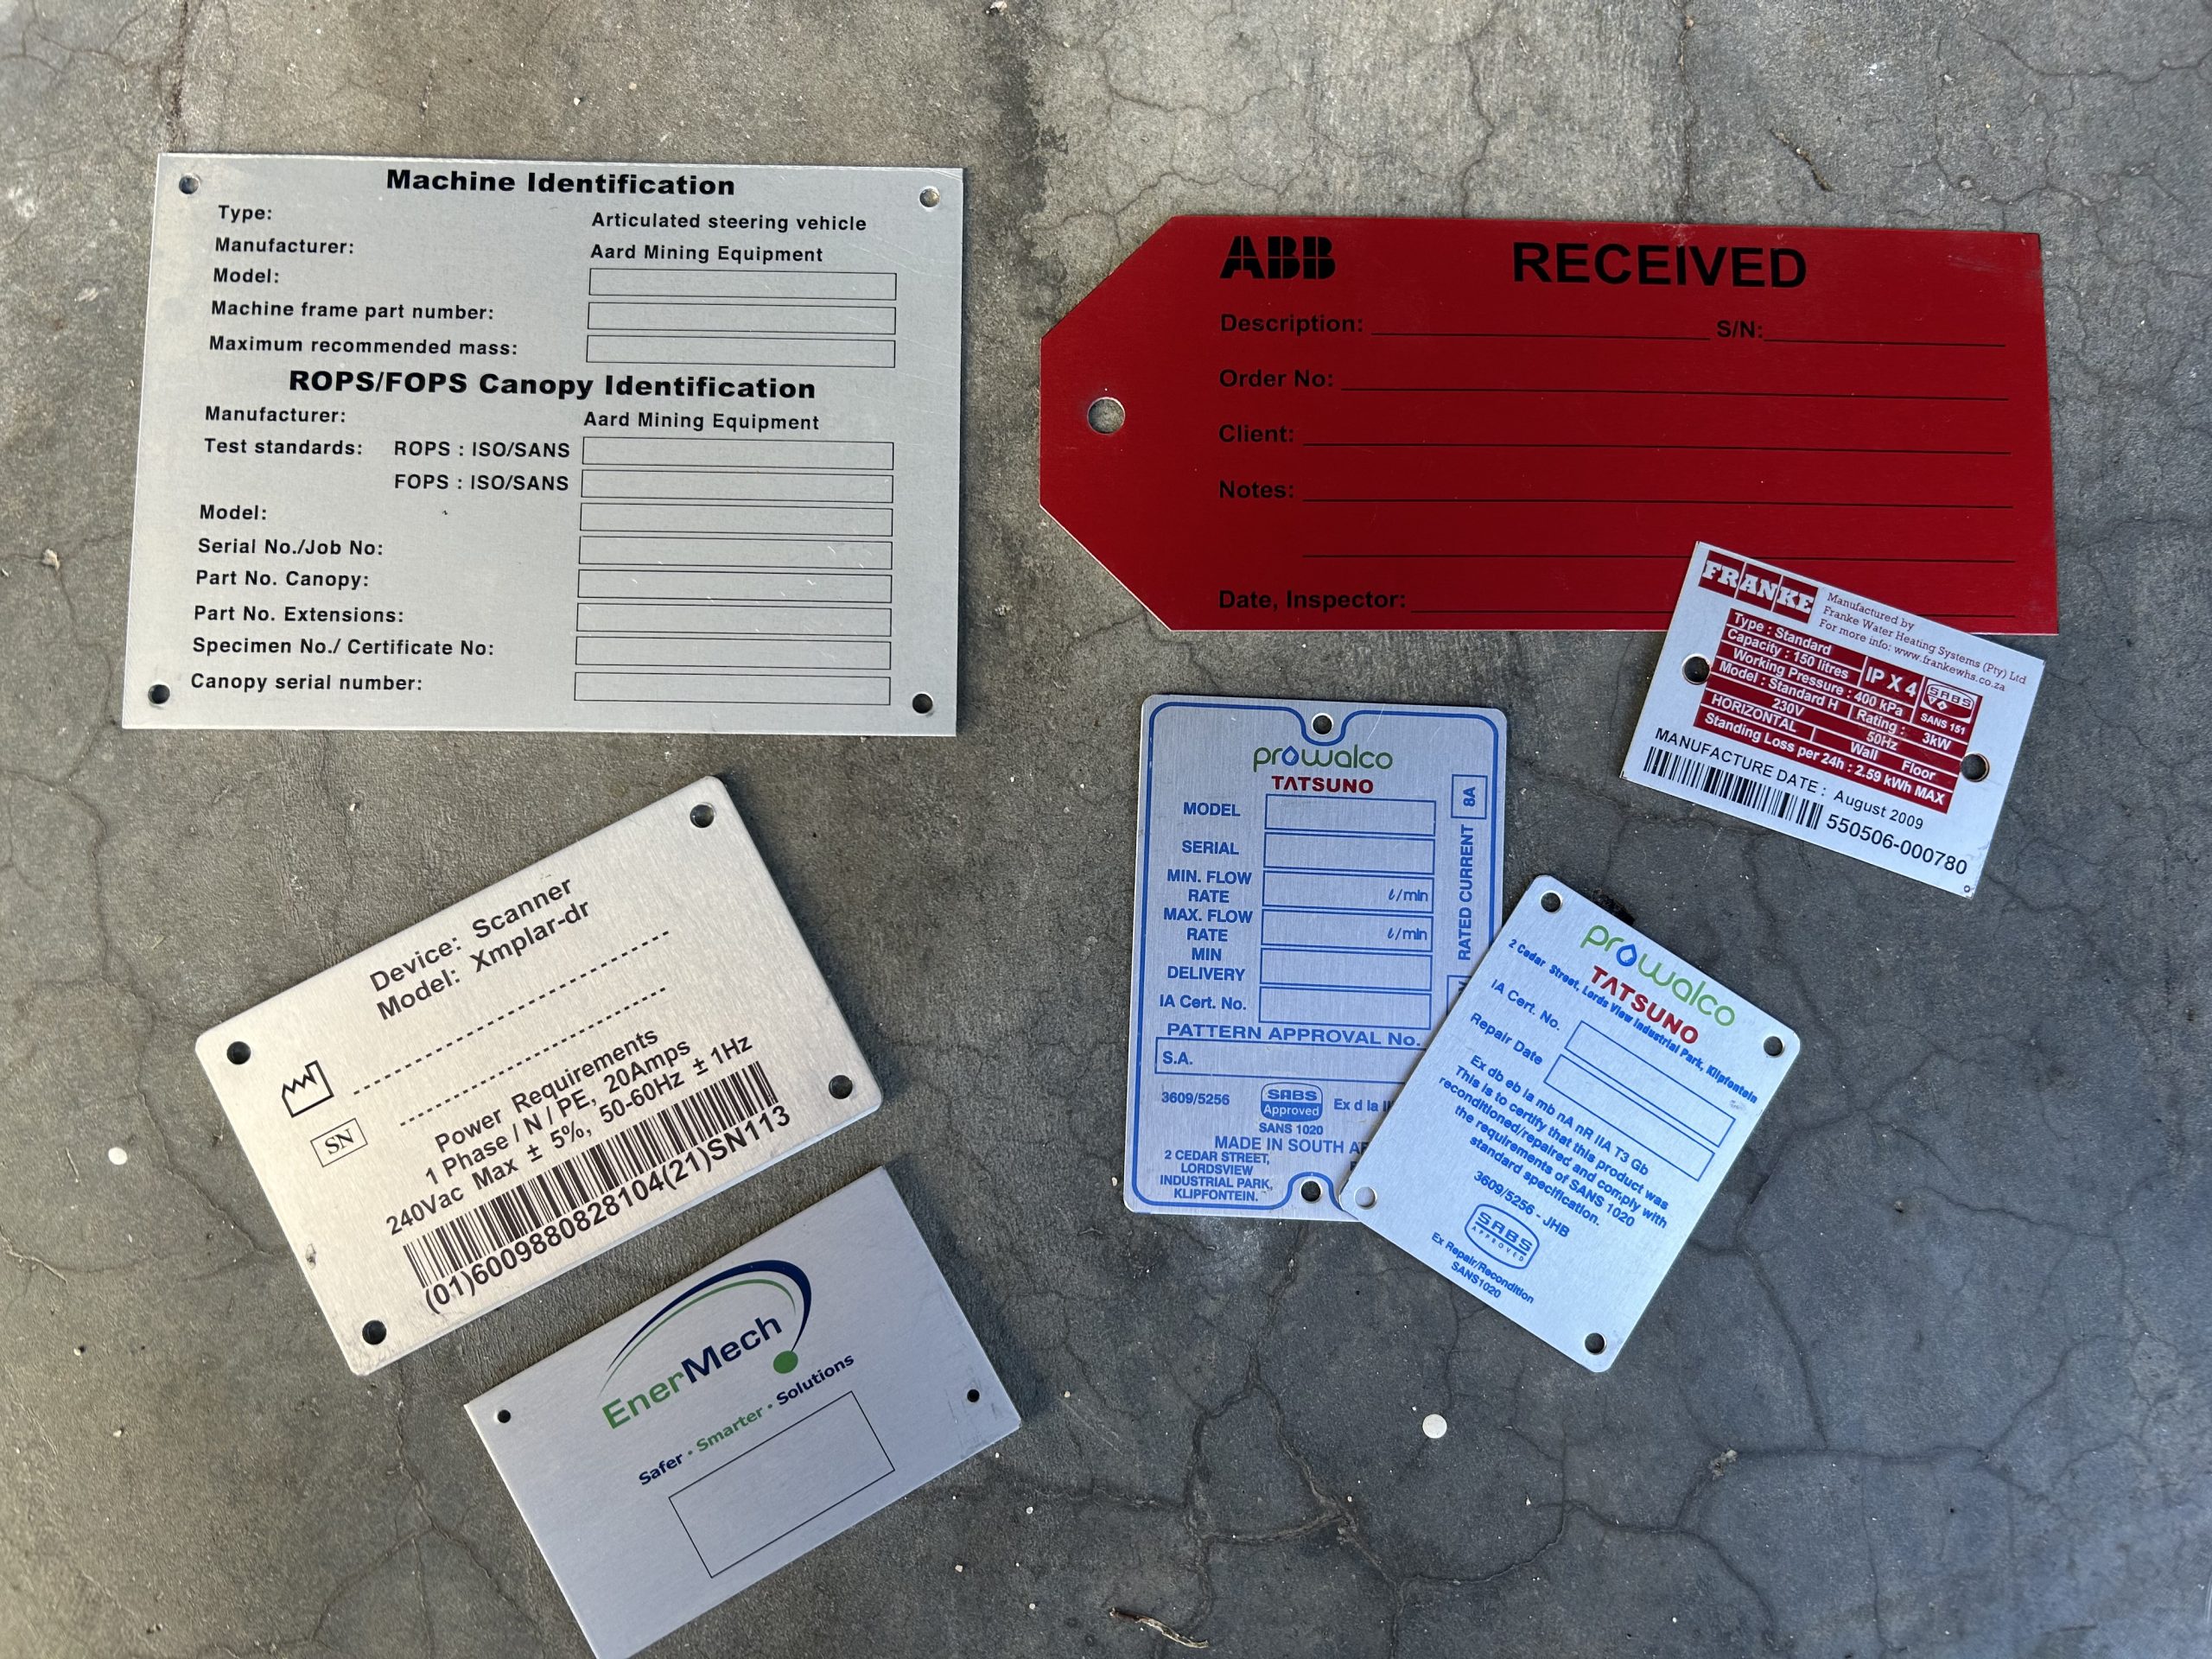 Machine Identification
Type: Articulated steering vehicle
Manufacturer: Aard Mining Equipment
Model:
Machine frame part number:
Maximum recommended mass:
ROPS/FOPS Canopy Identification
Manufacturer: Aard Mining Equipment
Test standards: ROPS : ISO/SANS
FOPS : ISO/SANS
Model:
Serial No./Job No:
Part No. Canopy:
Part No. Extensions:
Specimen No./ Certificate No:
Canopy serial number:
ABB RECEIVED
Description: S/N:
Order No:
Client:
Notes:
Date, Inspector:
FRANKE
Manufactured by
Franke Water Heating Systems (Pty) Ltd
For more info: www.frankewhs.co.za
Type : Standard
Capacity : 150 litres
IP X 4
SABS
SANS 151
Working Pressure : 400 kPa
Model : Standard H Rating : 3kW
230V 50Hz
HORIZONTAL Wall Floor
Standing Loss per 24h : 2.59 kWh MAX
MANUFACTURE DATE : August 2009
550506-000780
Device: Scanner
Model: Xmplar-dr
SN
Power Requirements
1 Phase / N / PE, 20Amps
240Vac Max ± 5%, 50-60Hz ± 1Hz
(01)6009880828104(21)SN113
EnerMech
Safer • Smarter • Solutions
prowalco
TATSUNO
MODEL
SERIAL
MIN. FLOW
RATE ℓ/min
MAX. FLOW
RATE ℓ/min
MIN
DELIVERY
IA Cert. No.
RATED CURRENT 8A
PATTERN APPROVAL No.
S.A.
3609/5256
SABS
Approved
SANS 1020
Ex d ia
MADE IN SOUTH
2 CEDAR STREET,
LORDSVIEW
INDUSTRIAL PARK,
KLIPFONTEIN.
prowalco
TATSUNO
2 Cedar Street, Lords View Industrial Park, Klipfontein
IA Cert. No.
Repair Date
Ex db eb ia mb nA nR IIA T3 Gb
This is to certify that this product was
reconditioned/repaired and comply with
the requirements of SANS 1020
standard specification.
3609/5256 - JHB
SABS
APPROVED
Ex Repair/Recondition
SANS1020